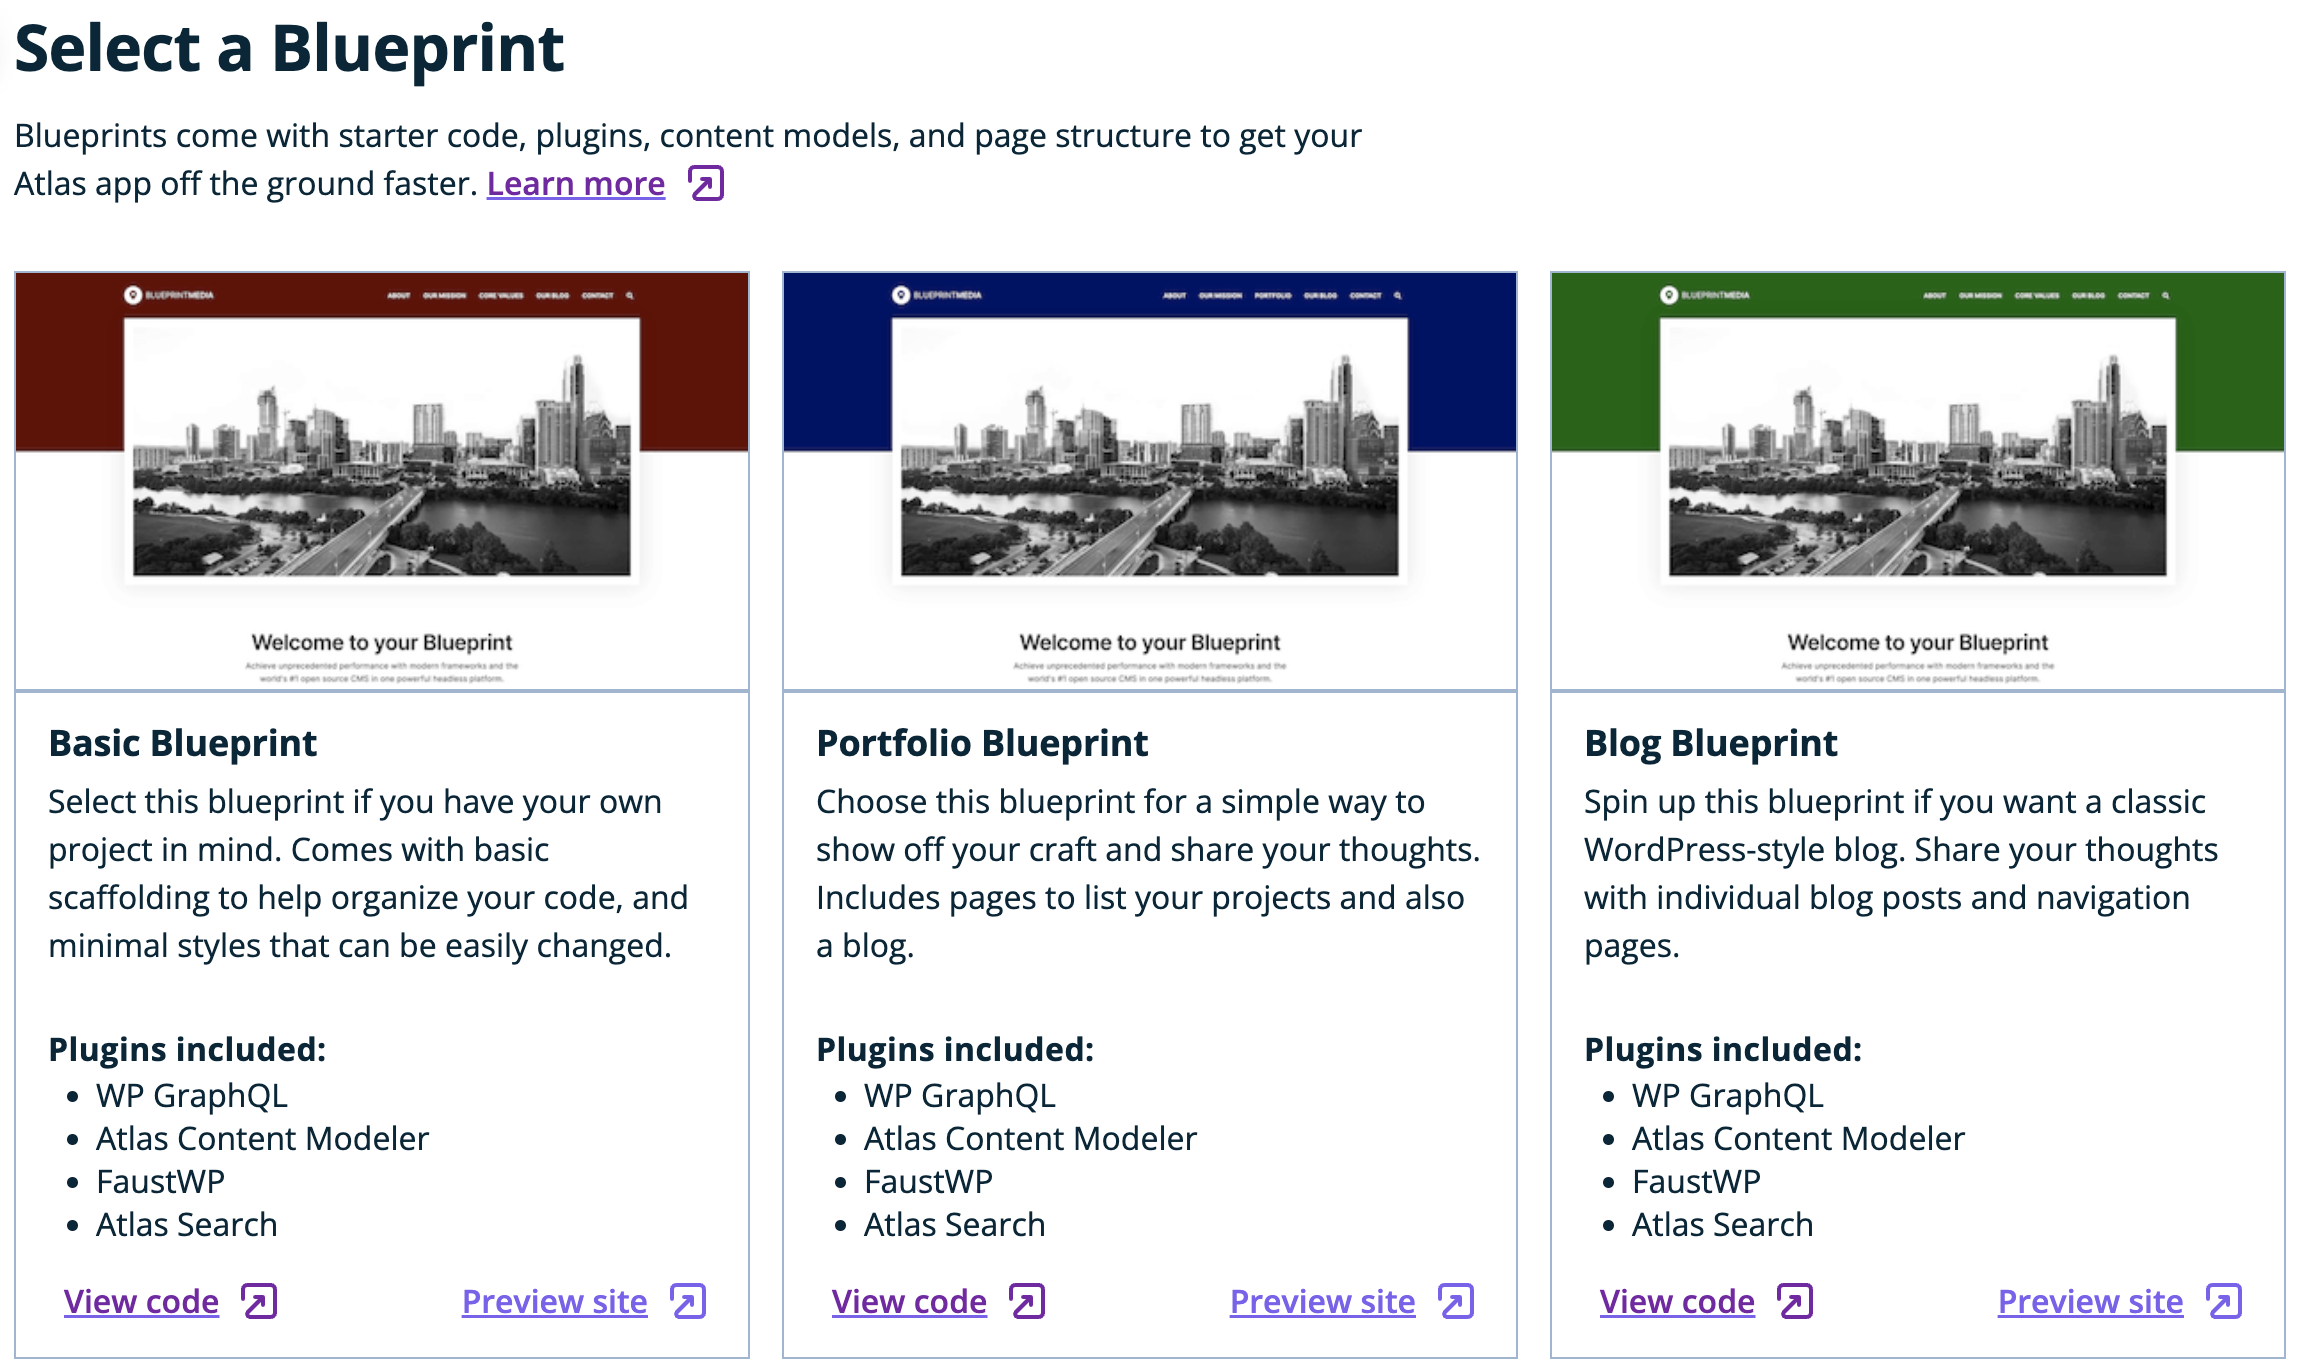 Select a Blueprint
Blueprints come with starter code, plugins, content models, and page structure to get your
Atlas app off the ground faster. Learn more
BLUEPRINTMEDIA
ABOUT OUR MISSION CORE VALUES OUR BLOG CONTACT
Welcome to your Blueprint
Achieve unprecedented performance with modern frameworks and the
world's #1 open source CMS in one powerful headless platform.
Basic Blueprint
Select this blueprint if you have your own
project in mind. Comes with basic
scaffolding to help organize your code, and
minimal styles that can be easily changed.
Plugins included:
• WP GraphQL
• Atlas Content Modeler
• FaustWP
• Atlas Search
View code Preview site
BLUEPRINTMEDIA
ABOUT OUR MISSION PORTFOLIO OUR BLOG CONTACT
Welcome to your Blueprint
Achieve unprecedented performance with modern frameworks and the
world's #1 open source CMS in one powerful headless platform.
Portfolio Blueprint
Choose this blueprint for a simple way to
show off your craft and share your thoughts.
Includes pages to list your projects and also
a blog.
Plugins included:
• WP GraphQL
• Atlas Content Modeler
• FaustWP
• Atlas Search
View code Preview site
BLUEPRINTMEDIA
ABOUT OUR MISSION CORE VALUES OUR BLOG CONTACT
Welcome to your Blueprint
Achieve unprecedented performance with modern frameworks and the
world's #1 open source CMS in one powerful headless platform.
Blog Blueprint
Spin up this blueprint if you want a classic
WordPress-style blog. Share your thoughts
with individual blog posts and navigation
pages.
Plugins included:
• WP GraphQL
• Atlas Content Modeler
• FaustWP
• Atlas Search
View code Preview site